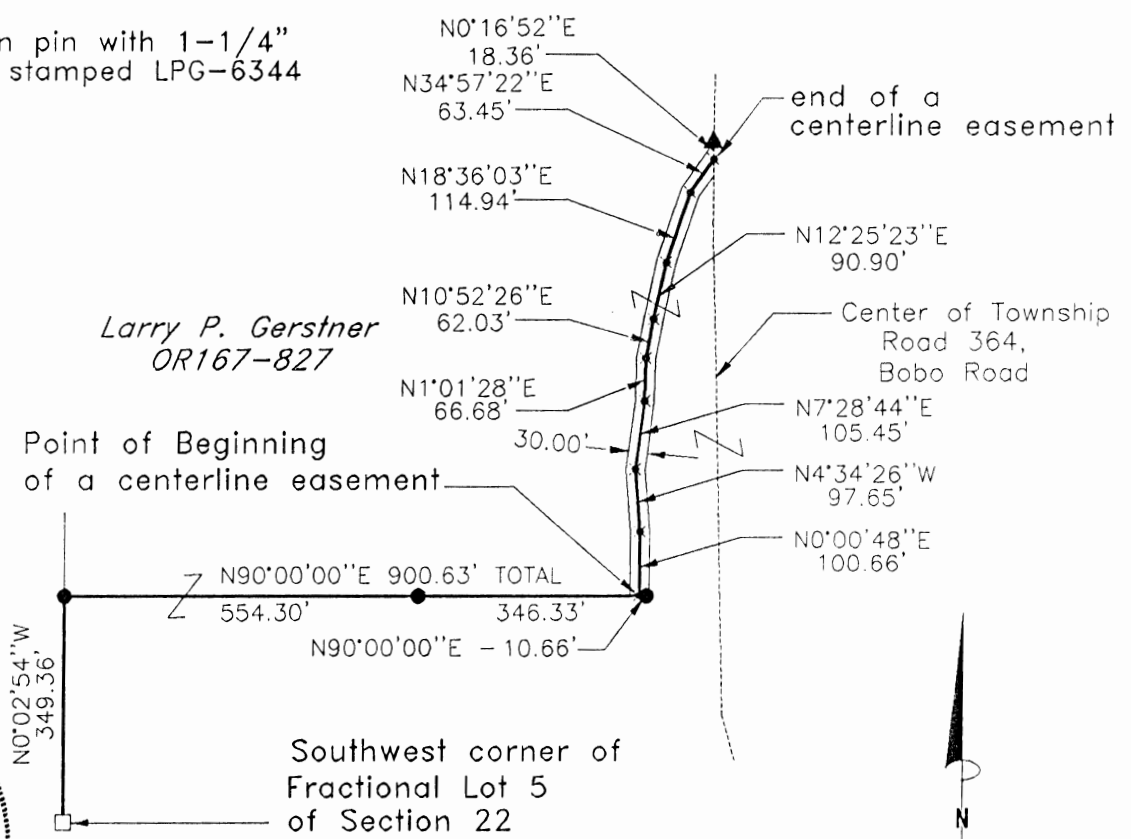 n pin with 1-1/4"
stamped LPG-6344
N0°16'52"E
18.36'
N34°57'22"E
63.45'
end of a
centerline easement
N18°36'03"E
114.94'
N12°25'23"E
90.90'
N10°52'26"E
62.03'
Larry P. Gerstner
OR167-827
Center of Township
Road 364,
Bobo Road
N1°01'28"E
66.68'
N7°28'44"E
105.45'
30.00'
Point of Beginning
of a centerline easement
N4°34'26"W
97.65'
N0°00'48"E
100.66'
N90°00'00"E 900.63' TOTAL
554.30'
346.33'
N90°00'00"E - 10.66'
N0°02'54"W
349.36'
Southwest corner of
Fractional Lot 5
of Section 22
N